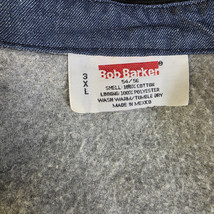 Bob Barker
3XL
54/56
SHELL: 100% COTTON
LINING: 100% POLYESTER
WASH WARM/TUMBLE DRY
MADE IN MEXICO